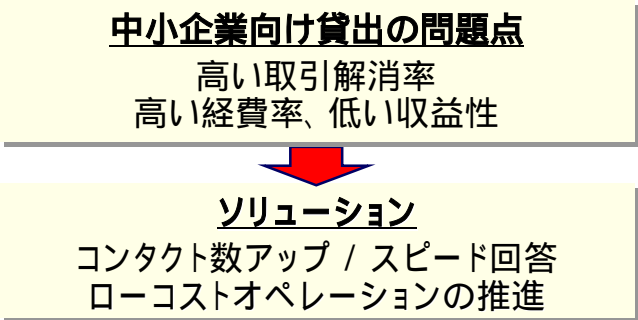 中小企業向け貸出の問題点
高い取引解消率
高い経費率、低い収益性
ソリューション
コンタクト数アップ / スピード回答
ローコストオペレーションの推進